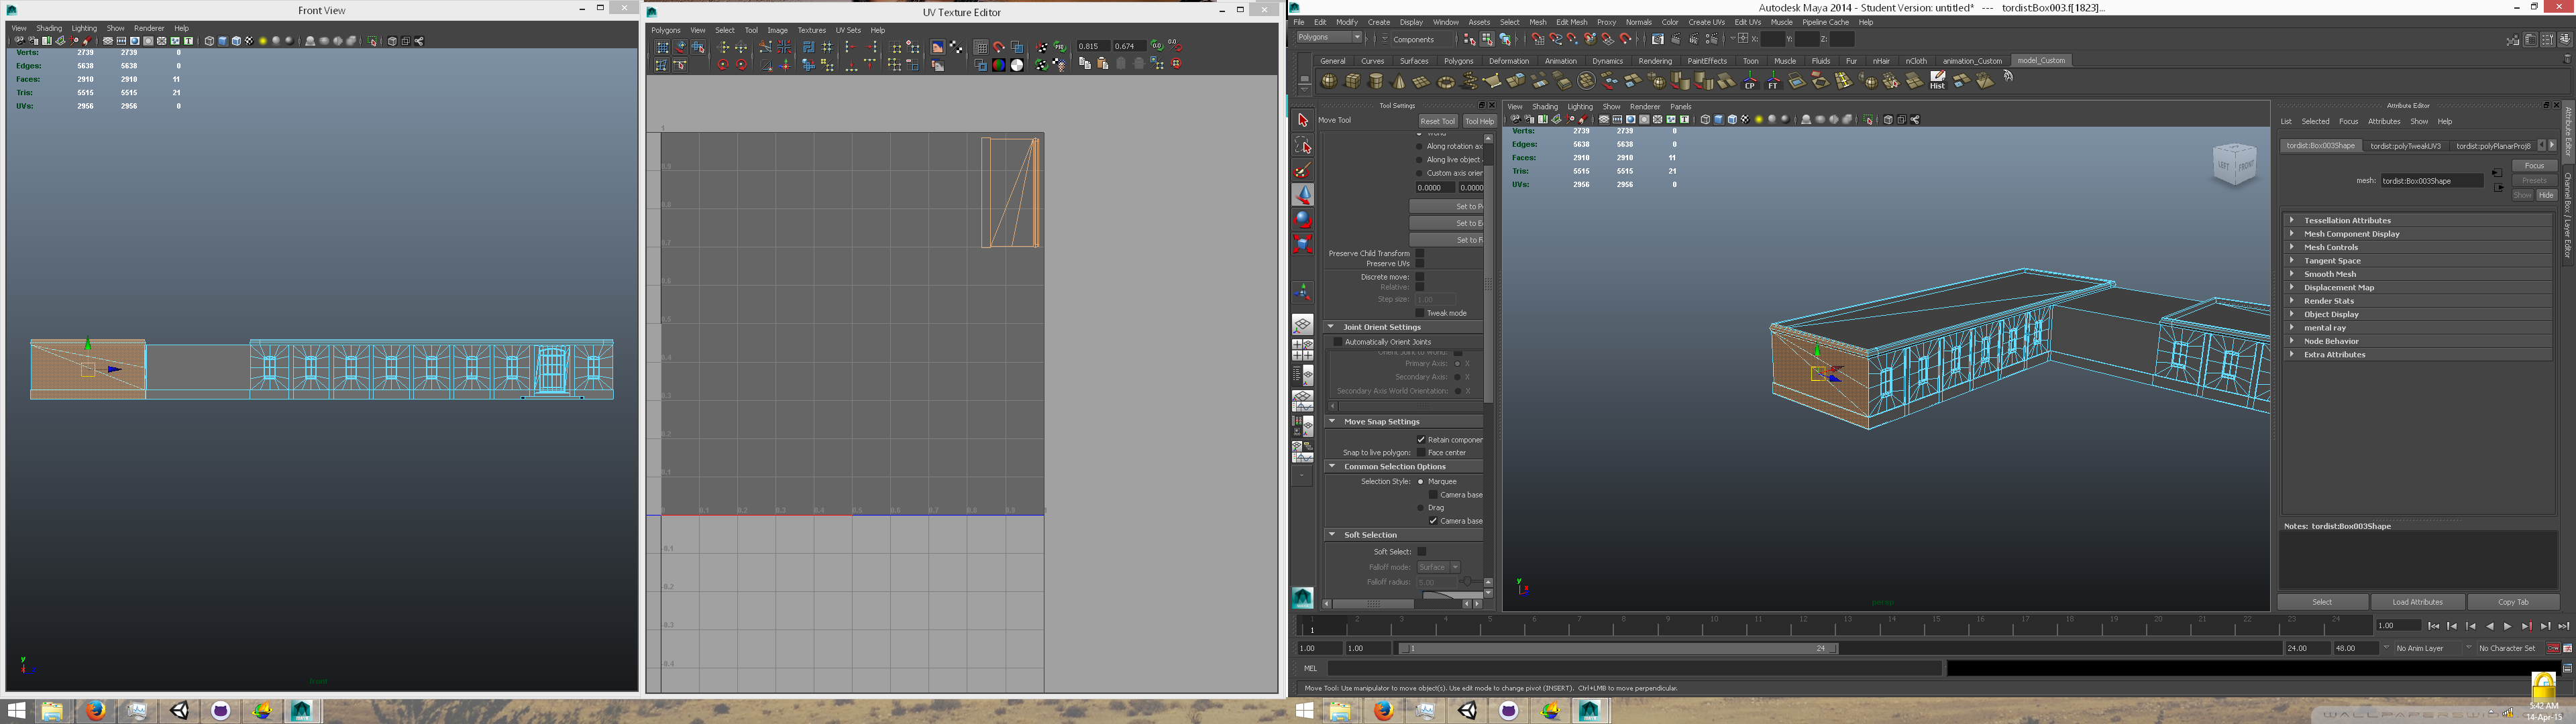 Front View
View Shading Lighting Show Renderer Panels Help
Verts: 2739 2739 0
Edges: 5638 5638 0
Faces: 2910 2910 11
Tris: 5515 5515 21
UVs: 2956 2956 0
front
UV Texture Editor
Polygons View Select Tool Image Textures UV Sets Help
0.815 0.674
Autodesk Maya 2014 - Student Version: untitled* --- tordist:Box003.f[1823]...
File Edit Modify Create Display Window Assets Select Mesh Edit Mesh Proxy Normals Color Create UVs Edit UVs Muscle Pipeline Cache Help
Polygons
Components
X: Y: Z:
General Curves Surfaces Polygons Deformation Animation Dynamics Rendering PaintEffects Toon Muscle Fluids Fur nHair nCloth animation_Custom model_Custom
CP FT Hist
Tool Settings
Move Tool Reset Tool Tool Help
World
Along rotation ax
Along live object
Custom axis orien
0.0000 0.0000
Set to P
Set to E
Set to F
Preserve Child Transform
Preserve UVs
Discrete move:
Relative:
Step size: 1.00
Tweak mode
Joint Orient Settings
Automatically Orient Joints
Orient Joint to World:
Primary Axis: X
Secondary Axis: X
Secondary Axis World Orientation: X
Move Snap Settings
Retain componen
Snap to live polygon: Face center
Common Selection Options
Selection Style: Marquee
Camera base
Drag
Camera base
Soft Selection
Soft Select:
Falloff mode: Surface
Falloff radius: 5.00
View Shading Lighting Show Renderer Panels
Verts: 2739 2739 0
Edges: 5638 5638 0
Faces: 2910 2910 11
Tris: 5515 5515 21
UVs: 2956 2956 0
LEFT FRONT
persp
Attribute Editor
List Selected Focus Attributes Show Help
tordist:Box003Shape tordist:polyTweakUV3 tordist:polyPlanarProj8
mesh: tordist:Box003Shape
Focus
Presets
Show Hide
Tessellation Attributes
Mesh Component Display
Mesh Controls
Tangent Space
Smooth Mesh
Displacement Map
Render Stats
Object Display
mental ray
Node Behavior
Extra Attributes
Notes: tordist:Box003Shape
Select Load Attributes Copy Tab
Attribute Editor
Channel Box / Layer Editor
1 2 3 4 5 6 7 8 9 10 11 12 13 14 15 16 17 18 19 20 21 22 23 24
1
1.00
1.00 1.00 1 24 24.00 48.00 No Anim Layer No Character Set
MEL
Move Tool: Use manipulator to move object(s). Use edit mode to change pivot (INSERT). Ctrl+LMB to move perpendicular.
5:42 AM
14-Apr-15